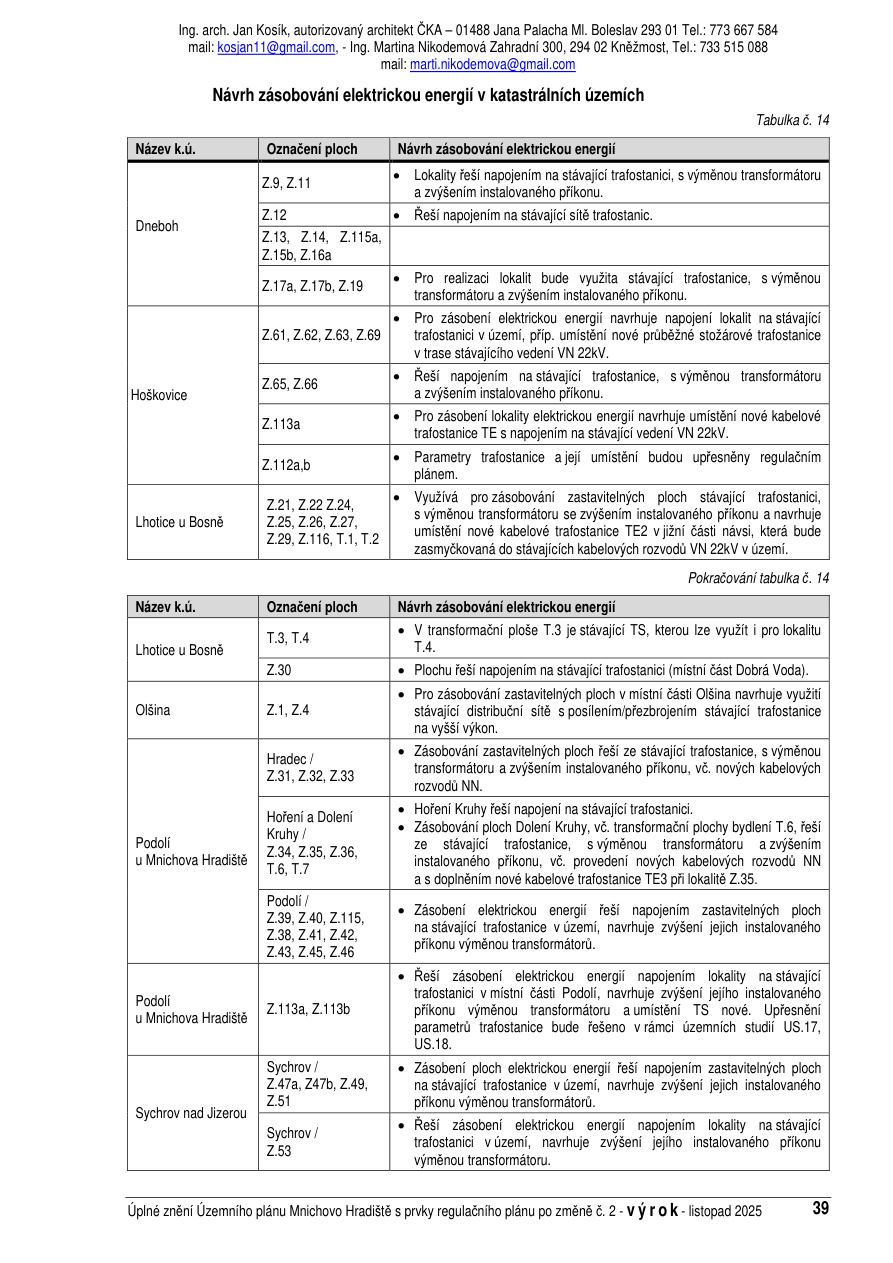 Ing. arch. Jan Kosík, autorizovaný architekt ČKA – 01488 Jana Palacha Ml. Boleslav 293 01 Tel.: 773 667 584
mail: kosjan11@gmail.com, - Ing. Martina Nikodemová Zahradní 300, 294 02 Kněžmost, Tel.: 733 515 088
mail: marti.nikodemova@gmail.com
Návrh zásobování elektrickou energií v katastrálních územích
Tabulka č. 14
Název k.ú. Označení ploch Návrh zásobování elektrickou energií
Dneboh
Z.9, Z.11
• Lokality řeší napojením na stávající trafostanici, s výměnou transformátoru
a zvýšením instalovaného příkonu.
Z.12
• Řeší napojením na stávající sítě trafostanic.
Z.13, Z.14, Z.115a,
Z.15b, Z.16a
Z.17a, Z.17b, Z.19
• Pro realizaci lokalit bude využita stávající trafostanice, s výměnou
transformátoru a zvýšením instalovaného příkonu.
Hoškovice
Z.61, Z.62, Z.63, Z.69
• Pro zásobení elektrickou energií navrhuje napojení lokalit na stávající
trafostanici v území, příp. umístění nové průběžné stožárové trafostanice
v trase stávajícího vedení VN 22kV.
Z.65, Z.66
• Řeší napojením na stávající trafostanice, s výměnou transformátoru
a zvýšením instalovaného příkonu.
Z.113a
• Pro zásobení lokality elektrickou energií navrhuje umístění nové kabelové
trafostanice TE s napojením na stávající vedení VN 22kV.
Z.112a,b
• Parametry trafostanice a její umístění budou upřesněny regulačním
plánem.
Lhotice u Bosně
Z.21, Z.22 Z.24,
Z.25, Z.26, Z.27,
Z.29, Z.116, T.1, T.2
• Využívá pro zásobování zastavitelných ploch stávající trafostanici,
s výměnou transformátoru se zvýšením instalovaného příkonu a navrhuje
umístění nové kabelové trafostanice TE2 v jižní části návsi, která bude
zasmyčkovaná do stávajících kabelových rozvodů VN 22kV v území.
Pokračování tabulka č. 14
Název k.ú. Označení ploch Návrh zásobování elektrickou energií
Lhotice u Bosně
T.3, T.4
• V transformační ploše T.3 je stávající TS, kterou lze využít i pro lokalitu
T.4.
Z.30
• Plochu řeší napojením na stávající trafostanici (místní část Dobrá Voda).
Olšina
Z.1, Z.4
• Pro zásobování zastavitelných ploch v místní části Olšina navrhuje využití
stávající distribuční sítě s posílením/přezbrojením stávající trafostanice
na vyšší výkon.
Podolí
u Mnichova Hradiště
Hradec /
Z.31, Z.32, Z.33
• Zásobování zastavitelných ploch řeší ze stávající trafostanice, s výměnou
transformátoru a zvýšením instalovaného příkonu, vč. nových kabelových
rozvodů NN.
Hoření a Dolení
Kruhy /
Z.34, Z.35, Z.36,
T.6, T.7
• Hoření Kruhy řeší napojení na stávající trafostanici.
• Zásobování ploch Dolení Kruhy, vč. transformační plochy bydlení T.6, řeší
ze stávající trafostanice, s výměnou transformátoru a zvýšením
instalovaného příkonu, vč. provedení nových kabelových rozvodů NN
a s doplněním nové kabelové trafostanice TE3 při lokalitě Z.35.
Podolí /
Z.39, Z.40, Z.115,
Z.38, Z.41, Z.42,
Z.43, Z.45, Z.46
• Zásobení elektrickou energií řeší napojením zastavitelných ploch
na stávající trafostanice v území, navrhuje zvýšení jejich instalovaného
příkonu výměnou transformátorů.
Podolí
u Mnichova Hradiště
Z.113a, Z.113b
• Řeší zásobení elektrickou energií napojením lokality na stávající
trafostanici v místní části Podolí, navrhuje zvýšení jejího instalovaného
příkonu výměnou transformátoru a umístění TS nové. Upřesnění
parametrů trafostanice bude řešeno v rámci územních studií US.17,
US.18.
Sychrov nad Jizerou
Sychrov /
Z.47a, Z47b, Z.49,
Z.51
• Zásobení ploch elektrickou energií řeší napojením zastavitelných ploch
na stávající trafostanice v území, navrhuje zvýšení jejich instalovaného
příkonu výměnou transformátorů.
Sychrov /
Z.53
• Řeší zásobení elektrickou energií napojením lokality na stávající
trafostanici v území, navrhuje zvýšení jejího instalovaného příkonu
výměnou transformátoru.
Úplné znění Územního plánu Mnichovo Hradiště s prvky regulačního plánu po změně č. 2 - v ý r o k - listopad 2025 39